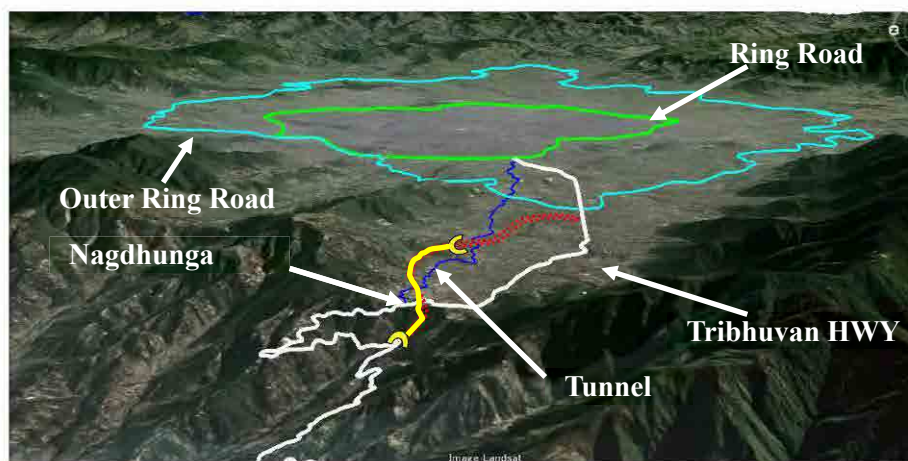 Ring Road
Outer Ring Road
Nagdhunga
Tribhuvan HWY
Tunnel
Image Landsat